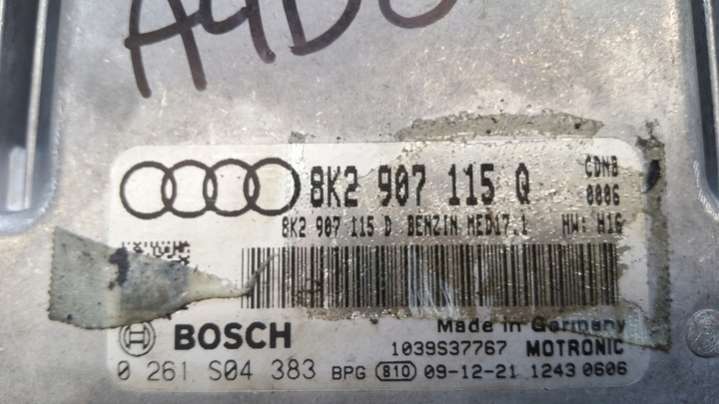 8K2 907 115 Q CDNB
0006
8K2 907 115 D BENZIN MED17.1 HW: H16
BOSCH Made in Germany
1039S37767 MOTRONIC
0 261 S04 383 BPG 810 09-12-21 1243 0606